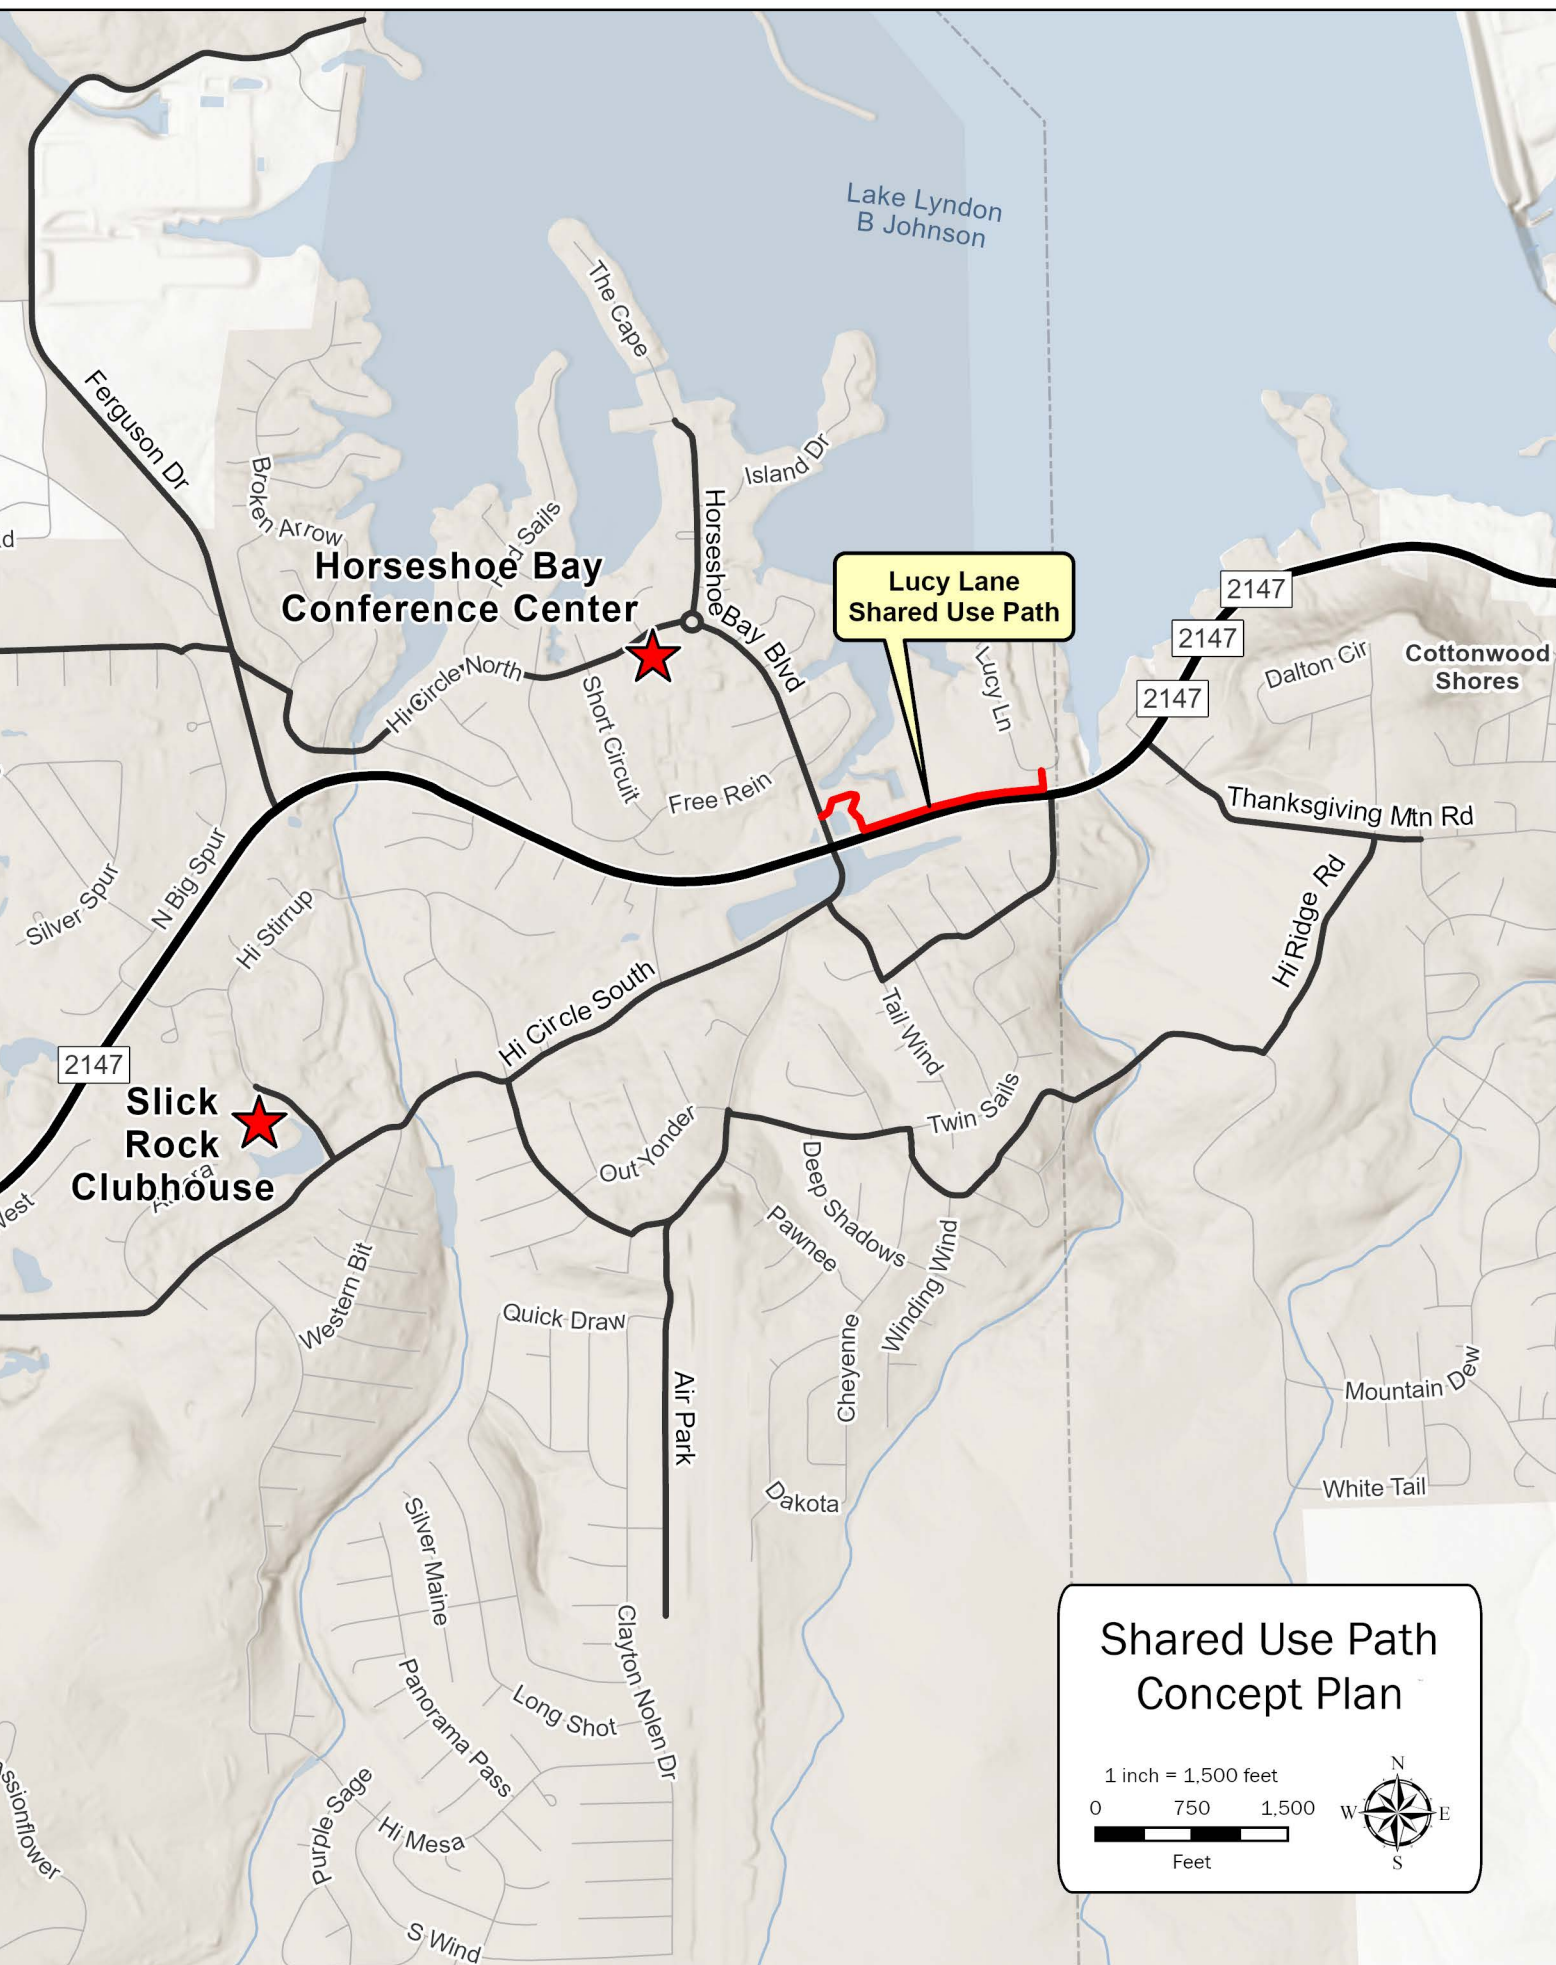 Lake Lyndon
B Johnson
The Cape
Ferguson Dr
Island Dr
Broken Arrow
Sails
Horseshoe Bay Blvd
d
Horseshoe Bay
Conference Center
Lucy Lane
Shared Use Path
2147
2147
2147
Dalton Cir
Cottonwood
Shores
Lucy Ln
Hi Circle North
Short Circuit
Free Rein
Thanksgiving Mtn Rd
N Big Spur
Silver Spur
Hi Stirrup
Hi Ridge Rd
Hi Circle South
Tail Wind
2147
Slick
Rock
Clubhouse
Out Yonder
Twin Sails
Deep Shadows
Pawnee
Winding Wind
Western Bit
Quick Draw
Cheyenne
Air Park
Mountain Dew
White Tail
Dakota
Silver Maine
Clayton Nolen Dr
Long Shot
Panorama Pass
Purple Sage
Hi Mesa
S Wind
ssionflower
Shared Use Path
Concept Plan
1 inch = 1,500 feet
0 750 1,500
Feet
N
W E
S